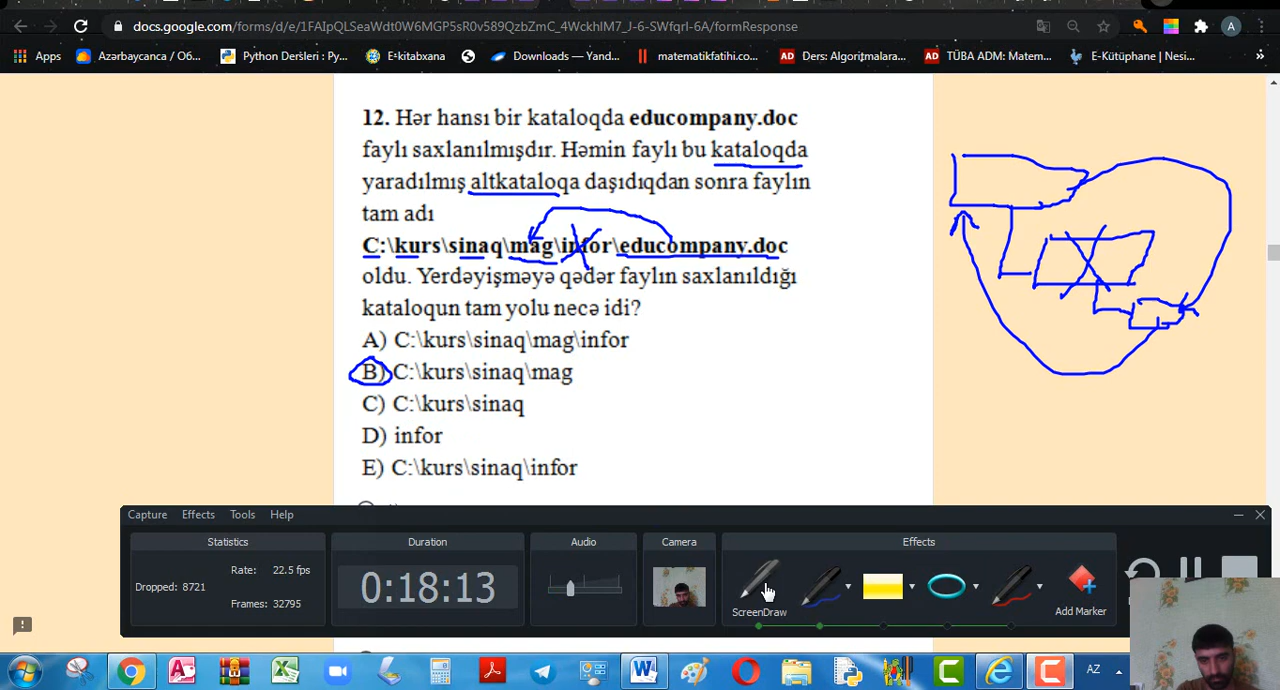 docs.google.com/forms/d/e/1FAIpQLSeaWdt0W6MGP5sR0v589QzbZmC_4WckhlM7_J-6-SWfqrI-6A/formResponse
A
Apps
Azərbaycanca / Об...
Python Dersleri : Py...
E-kitabxana
Downloads — Yand...
matematikfatihi.co...
AD
Ders: Algoritmalara...
AD
TÜBA ADM: Matem...
E-Kütüphane | Nesi...
»
12. Hər hansı bir kataloqda educompany.doc
faylı saxlanılmışdır. Həmin faylı bu kataloqda
yaradılmış altkataloqa daşıdıqdan sonra faylın
tam adı
C:\kurs\sinaq\mag\infor\educompany.doc
oldu. Yerdəyişməyə qədər faylın saxlanıldığı
kataloqun tam yolu necə idi?
A) C:\kurs\sinaq\mag\infor
B) C:\kurs\sinaq\mag
C) C:\kurs\sinaq
D) infor
E) C:\kurs\sinaq\infor
Capture Effects Tools Help
Statistics
Duration
Audio
Camera
Effects
Dropped: 8721
Rate: 22.5 fps
Frames: 32795
0:18:13
ScreenDraw
Add Marker
AZ